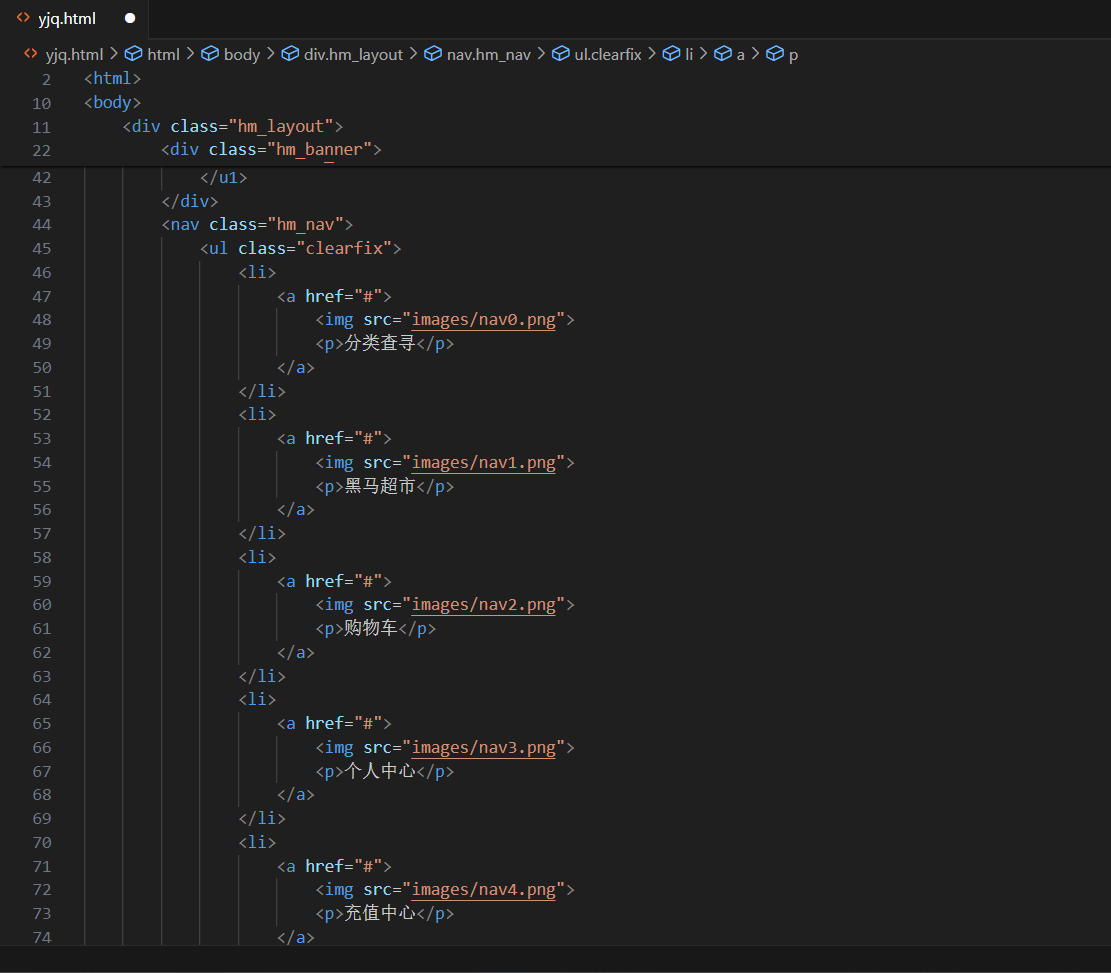 yjq.html
yjq.html > html > body > div.hm_layout > nav.hm_nav > ul.clearfix > li > a > p
2 <html>
10 <body>
11 <div class="hm_layout">
22 <div class="hm_banner">
42 </u1>
43 </div>
44 <nav class="hm_nav">
45 <ul class="clearfix">
46 <li>
47 <a href="#">
48 <img src="images/nav0.png">
49 <p>分类查寻</p>
50 </a>
51 </li>
52 <li>
53 <a href="#">
54 <img src="images/nav1.png">
55 <p>黑马超市</p>
56 </a>
57 </li>
58 <li>
59 <a href="#">
60 <img src="images/nav2.png">
61 <p>购物车</p>
62 </a>
63 </li>
64 <li>
65 <a href="#">
66 <img src="images/nav3.png">
67 <p>个人中心</p>
68 </a>
69 </li>
70 <li>
71 <a href="#">
72 <img src="images/nav4.png">
73 <p>充值中心</p>
74 </a>